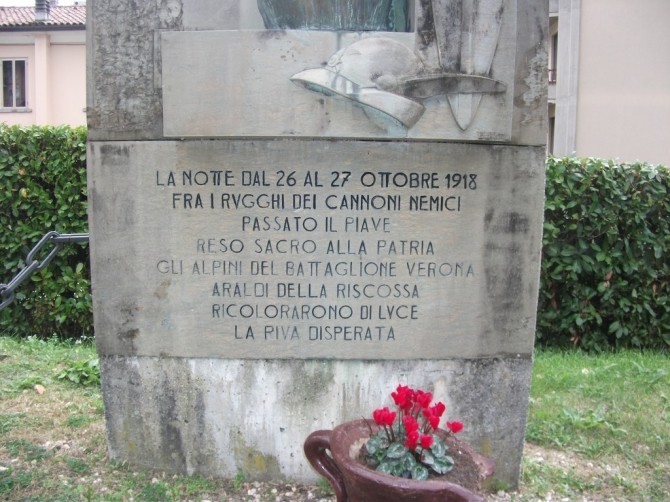 LA NOTTE DAL 26 AL 27 OTTOBRE 1918
FRA I RVGGHI DEI CANNONI NEMICI
PASSATO IL PIAVE
RESO SACRO ALLA PATRIA
GLI ALPINI DEL BATTAGLIONE VERONA
ARALDI DELLA RISCOSSA
RICOLORARONO DI LVCE
LA PIVA DISPERATA